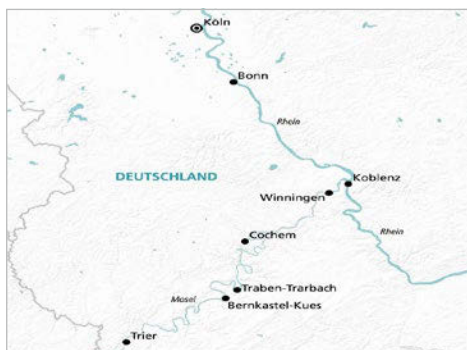 Köln
Bonn
Rhein
DEUTSCHLAND
Koblenz
Winningen
Rhein
Cochem
Traben-Trarbach
Mosel
Bernkastel-Kues
Trier